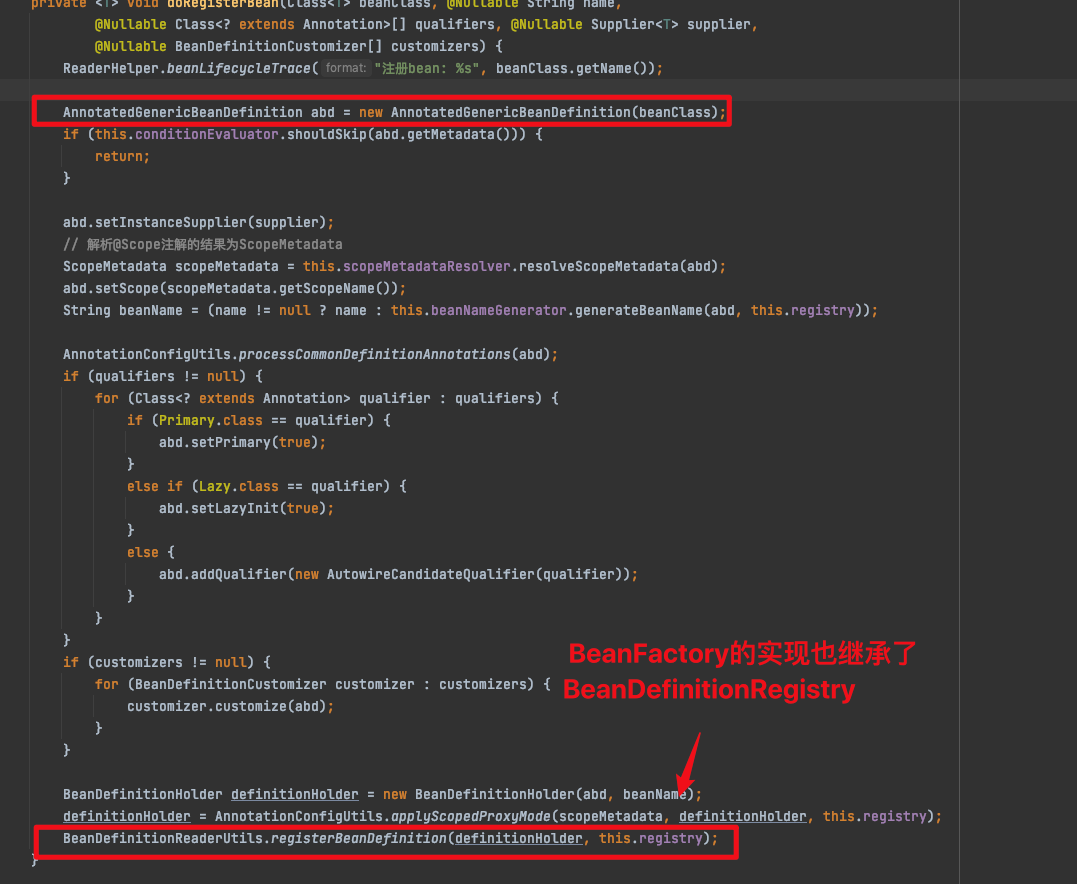 private <T> void doRegisterBean(Class<T> beanClass, @Nullable String name,
@Nullable Class<? extends Annotation>[] qualifiers, @Nullable Supplier<T> supplier,
@Nullable BeanDefinitionCustomizer[] customizers) {
ReaderHelper.beanLifecycleTrace( format: "注册bean: %s", beanClass.getName());
AnnotatedGenericBeanDefinition abd = new AnnotatedGenericBeanDefinition(beanClass);
if (this.conditionEvaluator.shouldSkip(abd.getMetadata())) {
return;
}
abd.setInstanceSupplier(supplier);
// 解析@Scope注解的结果为ScopeMetadata
ScopeMetadata scopeMetadata = this.scopeMetadataResolver.resolveScopeMetadata(abd);
abd.setScope(scopeMetadata.getScopeName());
String beanName = (name != null ? name : this.beanNameGenerator.generateBeanName(abd, this.registry));
AnnotationConfigUtils.processCommonDefinitionAnnotations(abd);
if (qualifiers != null) {
for (Class<? extends Annotation> qualifier : qualifiers) {
if (Primary.class == qualifier) {
abd.setPrimary(true);
}
else if (Lazy.class == qualifier) {
abd.setLazyInit(true);
}
else {
abd.addQualifier(new AutowireCandidateQualifier(qualifier));
}
}
}
if (customizers != null) {
for (BeanDefinitionCustomizer customizer : customizers) {
customizer.customize(abd);
}
}
BeanFactory的实现也继承了
BeanDefinitionRegistry
BeanDefinitionHolder definitionHolder = new BeanDefinitionHolder(abd, beanName);
definitionHolder = AnnotationConfigUtils.applyScopedProxyMode(scopeMetadata, definitionHolder, this.registry);
BeanDefinitionReaderUtils.registerBeanDefinition(definitionHolder, this.registry);
}